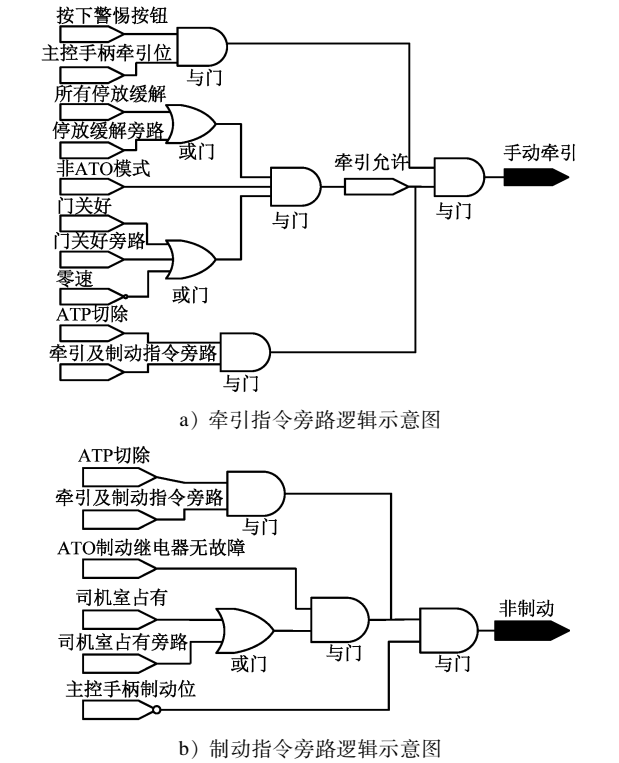 按下警惕按钮
主控手柄牵引位
与门
所有停放缓解
停放缓解旁路
或门
非ATO模式
牵引允许
手动牵引
与门
与门
门关好
门关好旁路
零速
或门
ATP切除
牵引及制动指令旁路
与门
a）牵引指令旁路逻辑示意图
ATP切除
牵引及制动指令旁路
与门
ATO制动继电器无故障
司机室占有
非制动
司机室占有旁路
或门
与门
与门
主控手柄制动位
b）制动指令旁路逻辑示意图